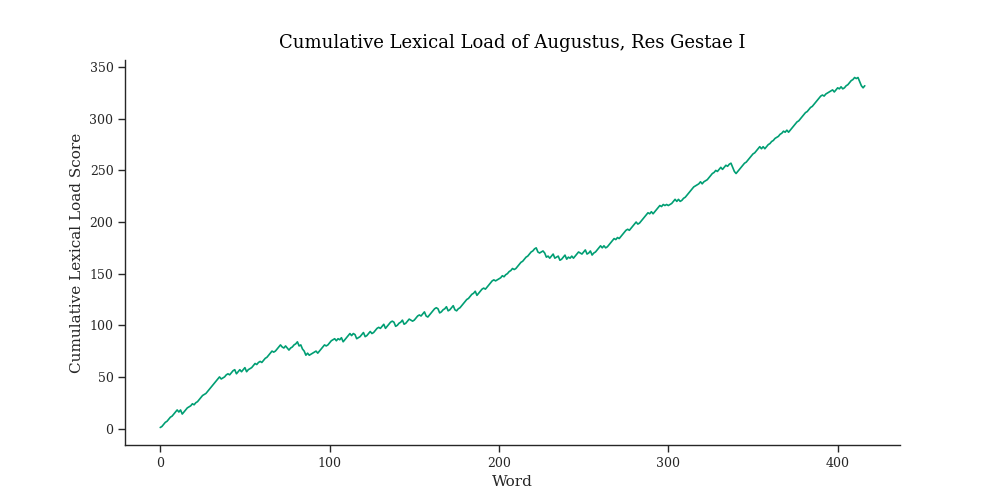 Cumulative Lexical Load of Augustus, Res Gestae I
Cumulative Lexical Load Score
350
300
250
200
150
100
50
0
0 100 200 300 400
Word